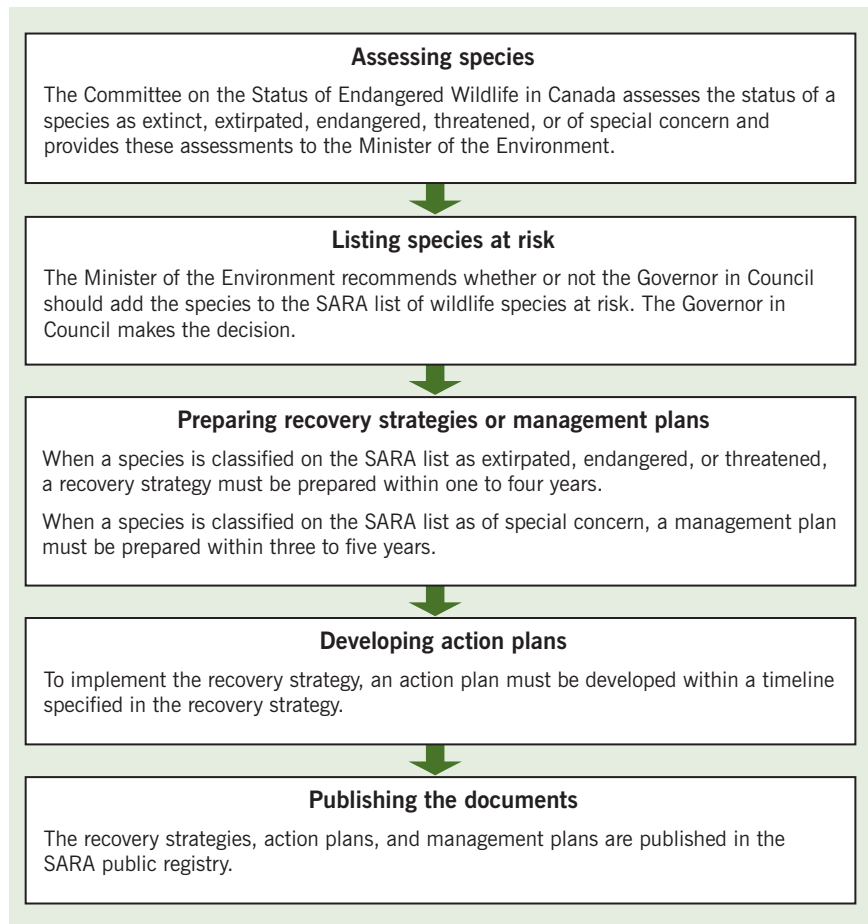 Assessing species
The Committee on the Status of Endangered Wildlife in Canada assesses the status of a
species as extinct, extirpated, endangered, threatened, or of special concern and
provides these assessments to the Minister of the Environment.
Listing species at risk
The Minister of the Environment recommends whether or not the Governor in Council
should add the species to the SARA list of wildlife species at risk. The Governor in
Council makes the decision.
Preparing recovery strategies or management plans
When a species is classified on the SARA list as extirpated, endangered, or threatened,
a recovery strategy must be prepared within one to four years.
When a species is classified on the SARA list as of special concern, a management plan
must be prepared within three to five years.
Developing action plans
To implement the recovery strategy, an action plan must be developed within a timeline
specified in the recovery strategy.
Publishing the documents
The recovery strategies, action plans, and management plans are published in the
SARA public registry.